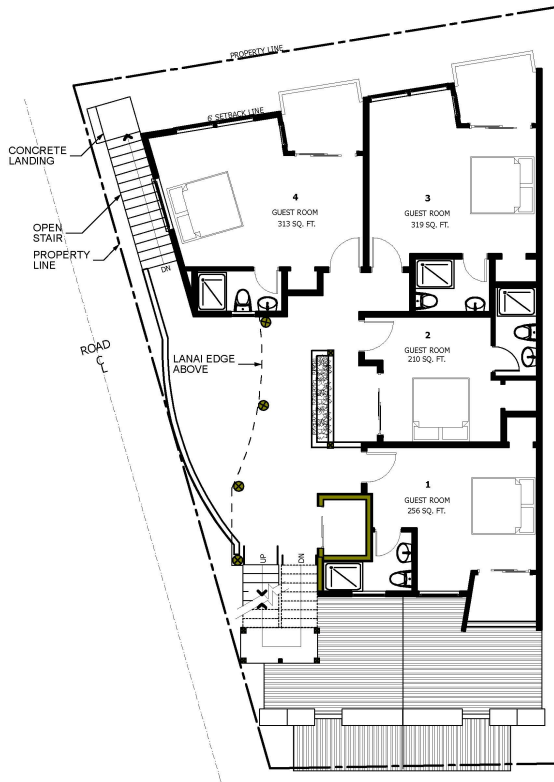 PROPERTY LINE
6' SETBACK LINE
CONCRETE
LANDING
4
GUEST ROOM
313 SQ. FT.
3
GUEST ROOM
319 SQ. FT.
OPEN
STAIR
PROPERTY
LINE
DN
ROAD
CL
LANAI EDGE
ABOVE
2
GUEST ROOM
210 SQ. FT.
1
GUEST ROOM
256 SQ. FT.
UP
DN